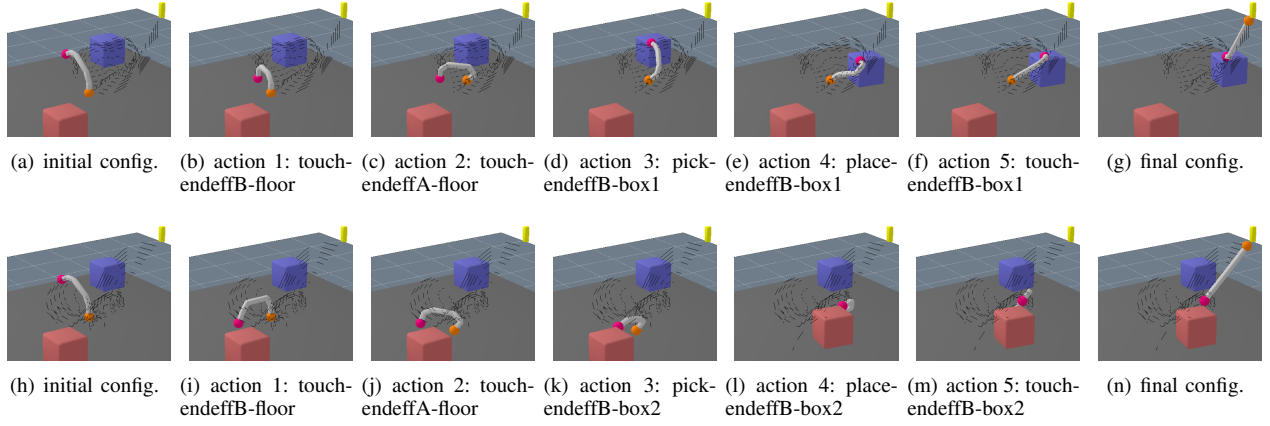 (a) initial config.
(b) action 1: touch-
endeffB-floor
(c) action 2: touch-
endeffA-floor
(d) action 3: pick-
endeffB-box1
(e) action 4: place-
endeffB-box1
(f) action 5: touch-
endeffB-box1
(g) final config.
(h) initial config.
(i) action 1: touch-
endeffB-floor
(j) action 2: touch-
endeffA-floor
(k) action 3: pick-
endeffB-box2
(l) action 4: place-
endeffB-box2
(m) action 5: touch-
endeffB-box2
(n) final config.